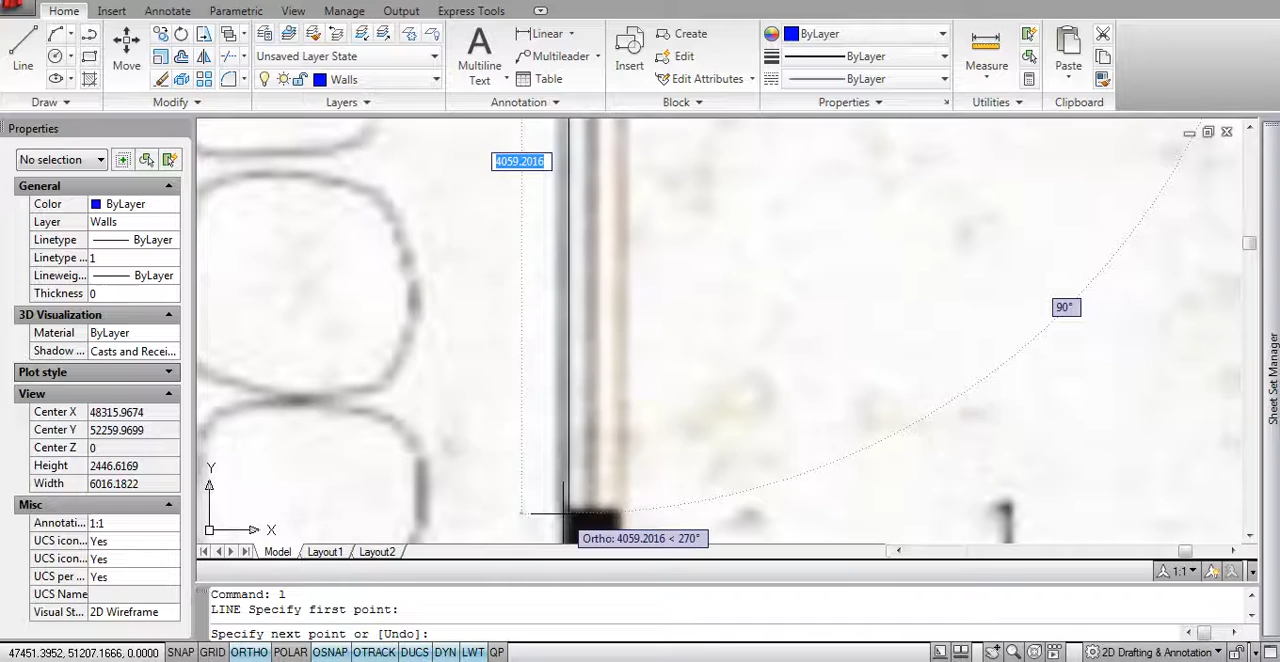 Home Insert Annotate Parametric View Manage Output Express Tools
Line
Move
Unsaved Layer State
Walls
Multiline
Text
Linear
Multileader
Table
Insert
Create
Edit
Edit Attributes
ByLayer
ByLayer
ByLayer
Measure
Paste
Draw Modify Layers Annotation Block Properties Utilities Clipboard
Properties
No selection
General
Color ByLayer
Layer Walls
Linetype ByLayer
Linetype ... 1
Lineweig... ByLayer
Thickness 0
3D Visualization
Material ByLayer
Shadow ... Casts and Recei...
Plot style
View
Center X 48315.9674
Center Y 52259.9699
Center Z 0
Height 2446.6169
Width 6016.1822
Misc
Annotati... 1:1
UCS icon... Yes
UCS icon... Yes
UCS per ... Yes
UCS Name
Visual St... 2D Wireframe
4059.2016
90°
Ortho: 4059.2016 < 270°
Y
X
Sheet Set Manager
Model Layout1 Layout2
1:1
Command: l
LINE Specify first point:
Specify next point or [Undo]:
47451.3952, 51207.1666, 0.0000 SNAP GRID ORTHO POLAR OSNAP OTRACK DUCS DYN LWT QP 2D Drafting & Annotation